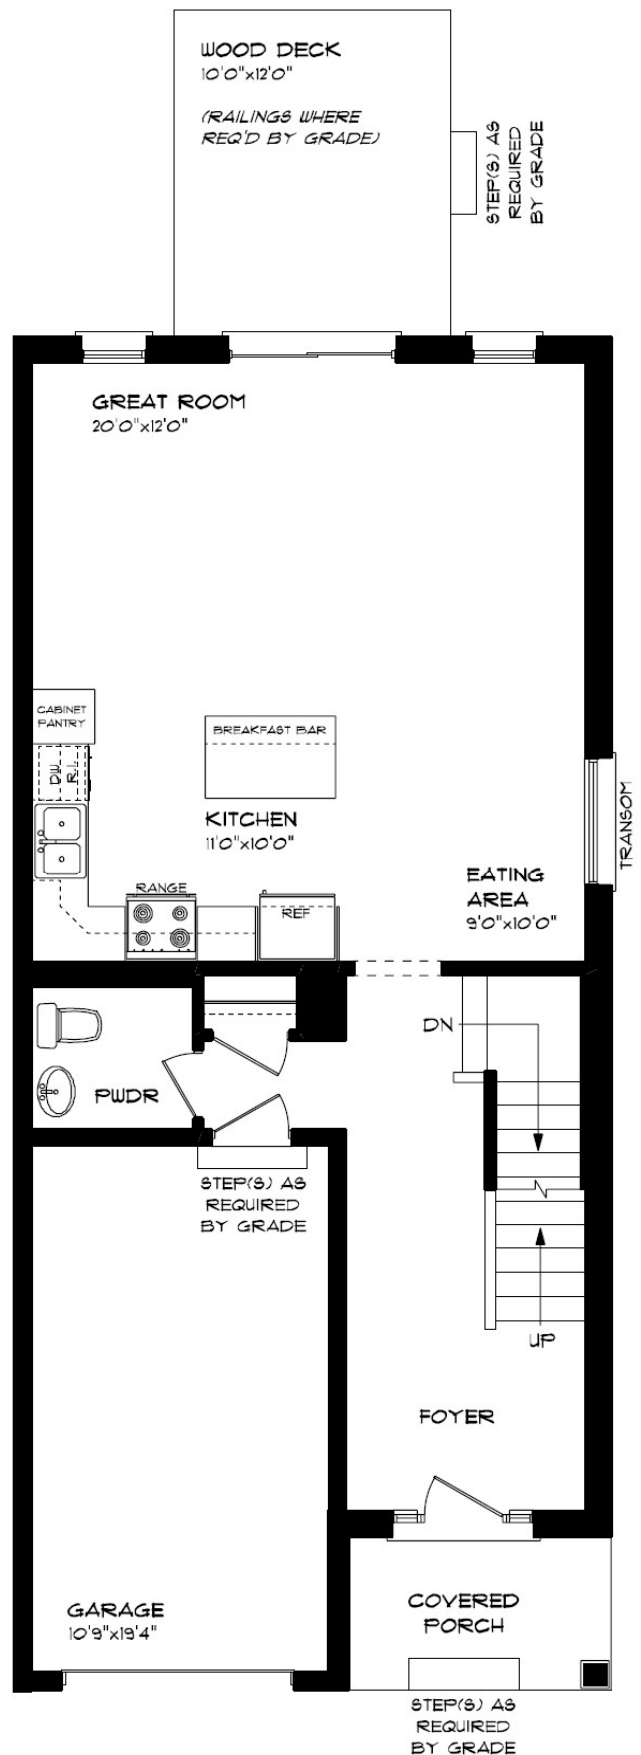 WOOD DECK
10'0"x12'0"
(RAILINGS WHERE
REQ'D BY GRADE)
STEP(S) AS
REQUIRED
BY GRADE
GREAT ROOM
20'0"x12'0"
CABINET
PANTRY
D.W.
R.I.
BREAKFAST BAR
KITCHEN
11'0"x10'0"
TRANSOM
EATING
AREA
9'0"x10'0"
RANGE
REF
DN
PWDR
STEP(S) AS
REQUIRED
BY GRADE
UP
FOYER
GARAGE
10'9"x19'4"
COVERED
PORCH
STEP(S) AS
REQUIRED
BY GRADE